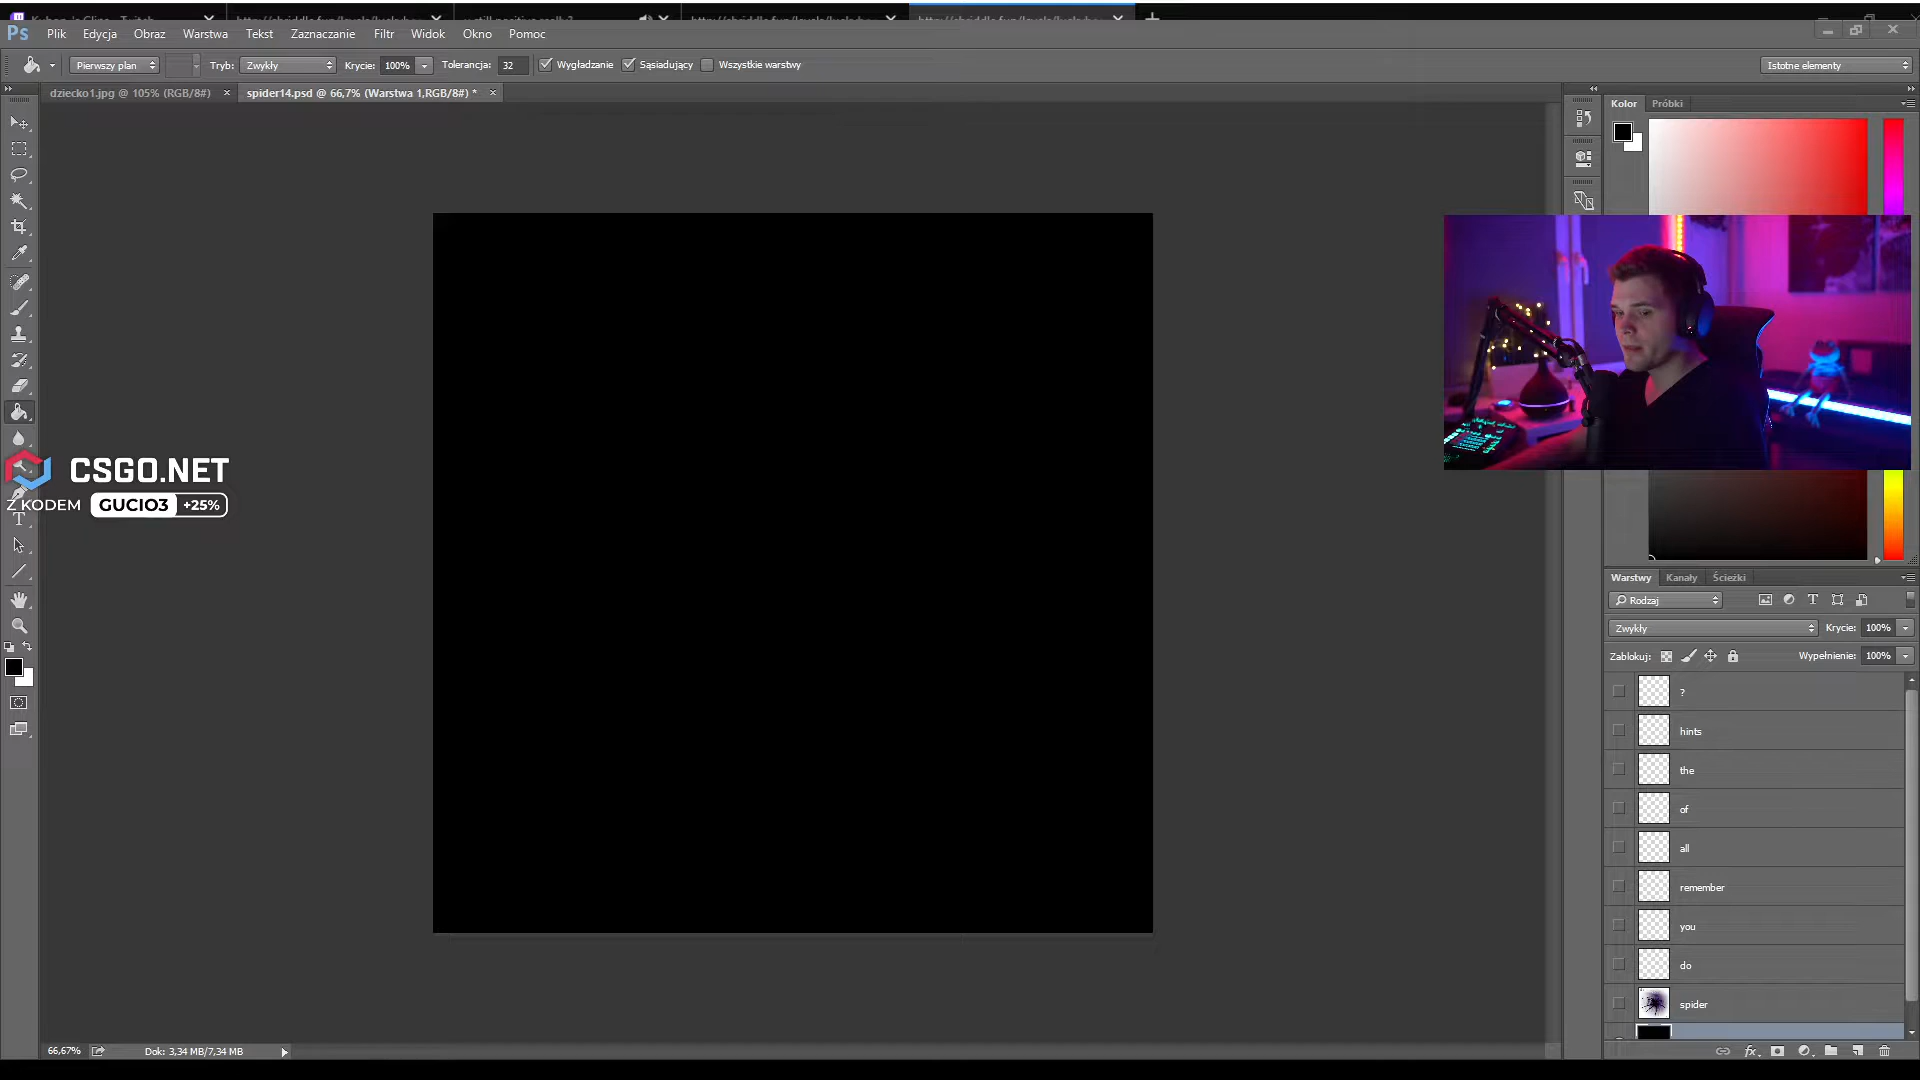 Ps Plik Edycja Obraz Warstwa Tekst Zaznaczanie Filtr Widok Okno Pomoc
Pierwszy plan Tryb: Zwykły Krycie: 100% Tolerancja: 32 Wygładzanie Sąsiadujący Wszystkie warstwy Istotne elementy
dziecko1.jpg @ 105% (RGB/8#) spider14.psd @ 66,7% (Warstwa 1,RGB/8#) *
Kolor Próbki
CSGO.NET
Z KODEM GUCIO3 +25%
Warstwy Kanały Ścieżki
Rodzaj
Zwykły Krycie: 100%
Zablokuj: Wypełnienie: 100%
?
hints
the
of
all
remember
you
do
spider
66,67% Dok: 3,34 MB/7,34 MB